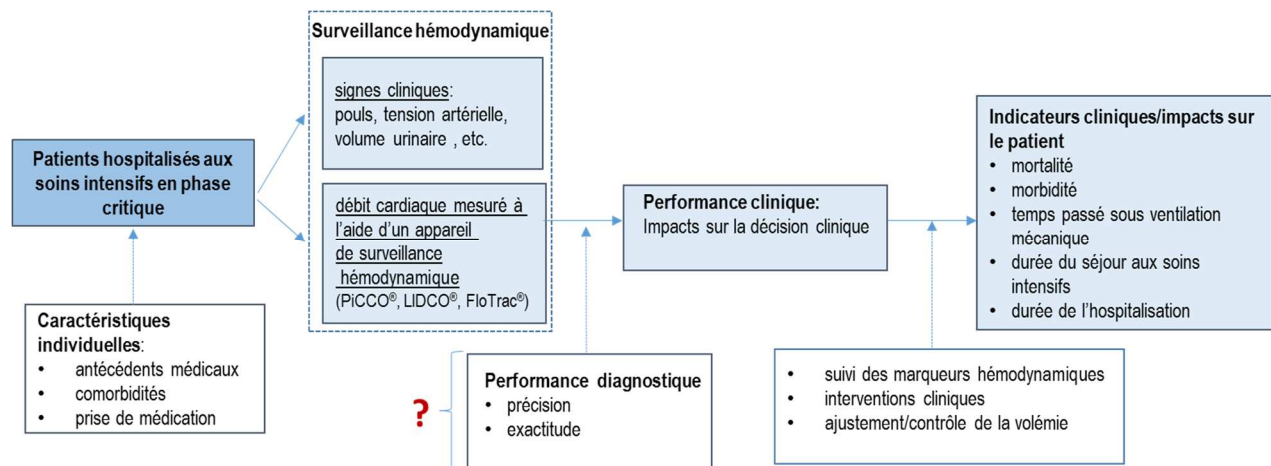 Surveillance hémodynamique
signes cliniques:
pouls, tension artérielle,
volume urinaire , etc.
Patients hospitalisés aux
soins intensifs en phase
critique
débit cardiaque mesuré à
l'aide d'un appareil
de surveillance
hémodynamique
(PiCCO®, LIDCO®, FloTrac®)
Caractéristiques
individuelles:
• antécédents médicaux
• comorbidités
• prise de médication
Performance clinique:
Impacts sur la décision clinique
Indicateurs cliniques/impacts sur
le patient
• mortalité
• morbidité
• temps passé sous ventilation
mécanique
• durée du séjour aux soins
intensifs
• durée de l'hospitalisation
?
Performance diagnostique
• précision
• exactitude
• suivi des marqueurs hémodynamiques
• interventions cliniques
• ajustement/contrôle de la volémie